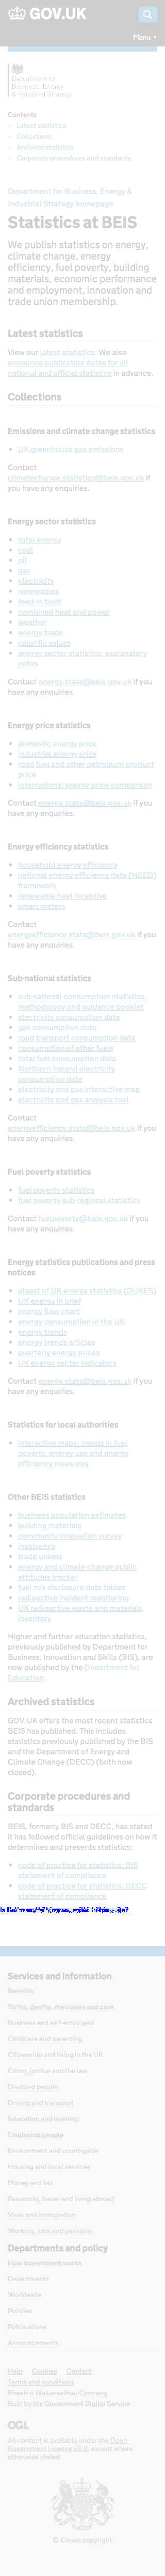 GOV.UK
Menu
Department for
Business, Energy
& Industrial Strategy
Contents
– Latest statistics
– Collections
– Archived statistics
– Corporate procedures and standards
Department for Business, Energy &
Industrial Strategy homepage
Statistics at BEIS
We publish statistics on energy,
climate change, energy
efficiency, fuel poverty, building
materials, low carbon
and employment, innovation and
trade union membership.
Latest statistics
View our latest statistics. We also
announce publication dates for all
national and official statistics in advance.
Collections
Emissions and climate change statistics
UK greenhouse gas emissions
Contact
climatechange.statistics@beis.gov.uk if
you have any enquiries.
Energy sector statistics
total energy
coal
oil
gas
electricity
renewables
feed-in tariff
combined heat and power
weather
energy trade
calorific values
energy sector statistics: explanatory
notes
Contact energy.stats@beis.gov.uk if you
have any enquiries.
Energy price statistics
domestic energy price
industrial energy price
road fuel and other petroleum product
price
international energy price comparison
Contact energy.stats@beis.gov.uk if you
have any enquiries.
Energy efficiency statistics
household energy efficiency
national energy efficiency data (NEED)
framework
renewable heat incentive
smart meters
Contact
energyefficiency.stats@beis.gov.uk if you
have any enquiries.
Sub-national statistics
sub-national consumption statistics:
methodology and guidance booklet
electricity consumption data
gas consumption data
road transport consumption data
consumption of other fuels
total fuel consumption data
Northern Ireland electricity
consumption data
electricity and gas interactive map
electricity and gas analysis tool
Contact
energyefficiency.stats@beis.gov.uk if you
have any enquiries.
Fuel poverty statistics
fuel poverty statistics
fuel poverty sub-regional statistics
Contact fuelpoverty@beis.gov.uk if you
have any enquiries.
Energy statistics publications and press
notices
digest of UK energy statistics (DUKES)
UK energy in brief
energy flow chart
energy consumption in the UK
energy trends
energy trends articles
quarterly energy prices
UK energy sector indicators
Contact energy.stats@beis.gov.uk if you
have any enquiries.
Statistics for local authorities
interactive maps: trends in fuel
poverty, energy use and energy
efficiency measures
Other BEIS statistics
business population estimates
building materials
community innovation survey
insolvency
trade unions
energy and climate change public
attitudes tracker
fuel mix disclosure data tables
radioactive incident monitoring
UK radioactive waste and materials
inventory
Higher and further education statistics,
previously published by the Department for
Business, Innovation and Skills (BIS), are
now published by the Department for
Education.
Archived statistics
GOV.UK offers the most recent statistics
BEIS has published. This includes
statistics previously published by the BIS
and the Department of Energy and
Climate Change (DECC) (both now
closed).
Corporate procedures and
standards
BEIS, formerly BIS and DECC, has stated
it has followed official guidelines on how it
determines and processes statistics:
code of practice for statistics: BIS
statement of compliance
code of practice for statistics: DECC
statement of compliance
Services and information
Benefits
Births, deaths, marriages and care
Business and self-employed
Childcare and parenting
Citizenship and living in the UK
Crime, justice and the law
Disabled people
Driving and transport
Education and learning
Employing people
Environment and countryside
Housing and local services
Money and tax
Passports, travel and living abroad
Visas and immigration
Working, jobs and pensions
Departments and policy
How government works
Departments
Worldwide
Policies
Publications
Announcements
Help Cookies Contact
Terms and conditions
Rhestr o Wasanaethau Cymraeg
Built by the Government Digital Service
OGL
All content is available under the Open
Government Licence v3.0, except where
otherwise stated
© Crown copyright